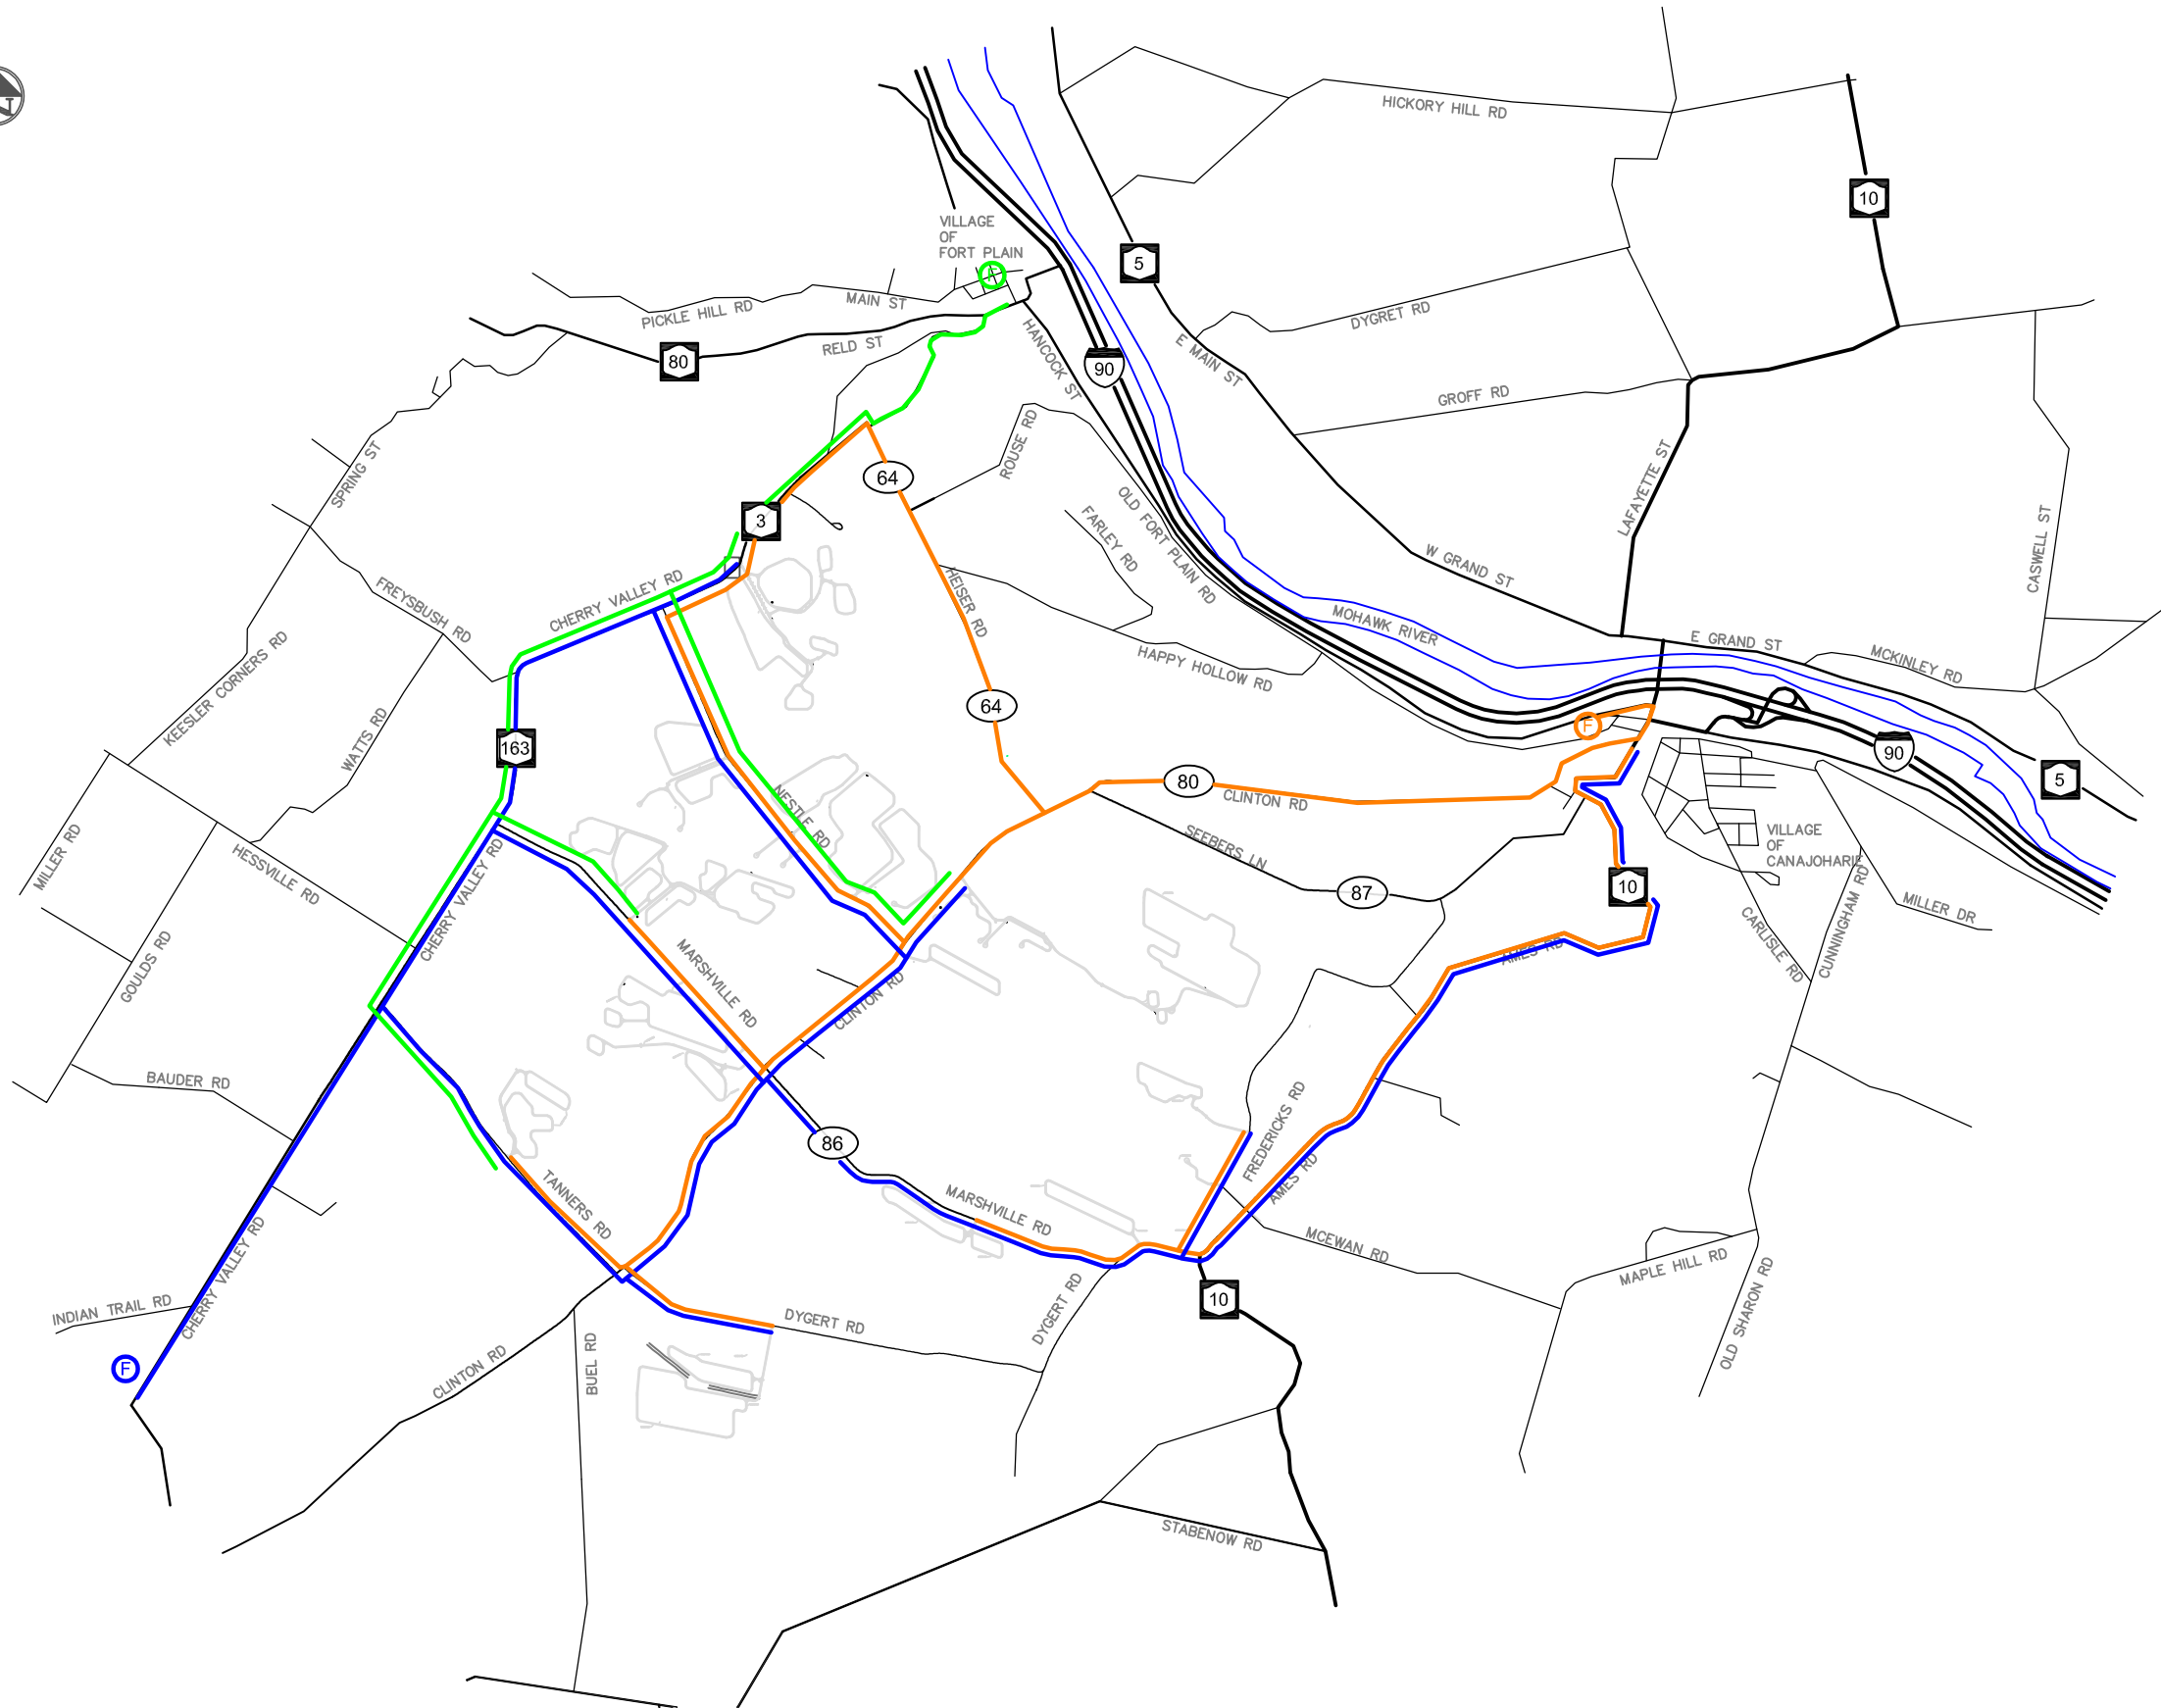 N
HICKORY HILL RD
10
VILLAGE
OF
FORT PLAIN
5
F
MAIN ST
PICKLE HILL RD
DYGRET RD
RELD ST
80
HANCOCK ST
90
E MAIN ST
GROFF RD
ROUSE RD
LAFAYETTE ST
SPRING ST
64
3
OLD FORT PLAIN RD
FARLEY RD
W GRAND ST
CASWELL ST
FREYSBUSH RD
CHERRY VALLEY RD
HEISER RD
MOHAWK RIVER
E GRAND ST
MCKINLEY RD
KEESLER CORNERS RD
HAPPY HOLLOW RD
64
WATTS RD
163
F
90
5
80
CLINTON RD
NESTLE RD
SEEBERS LN
VILLAGE
OF
CANAJOHARIE
MILLER RD
HESSVILLE RD
CHERRY VALLEY RD
87
10
MILLER DR
CUNINGHAM RD
CARLISLE RD
GOULDS RD
MARSHVILLE RD
AMES RD
CLINTON RD
BAUDER RD
86
FREDERICKS RD
AMES RD
TANNERS RD
MARSHVILLE RD
MCEWAN RD
MAPLE HILL RD
CHERRY VALLEY RD
INDIAN TRAIL RD
DYGERT RD
DYGERT RD
10
OLD SHARON RD
F
CLINTON RD
BUEL RD
STABENOW RD